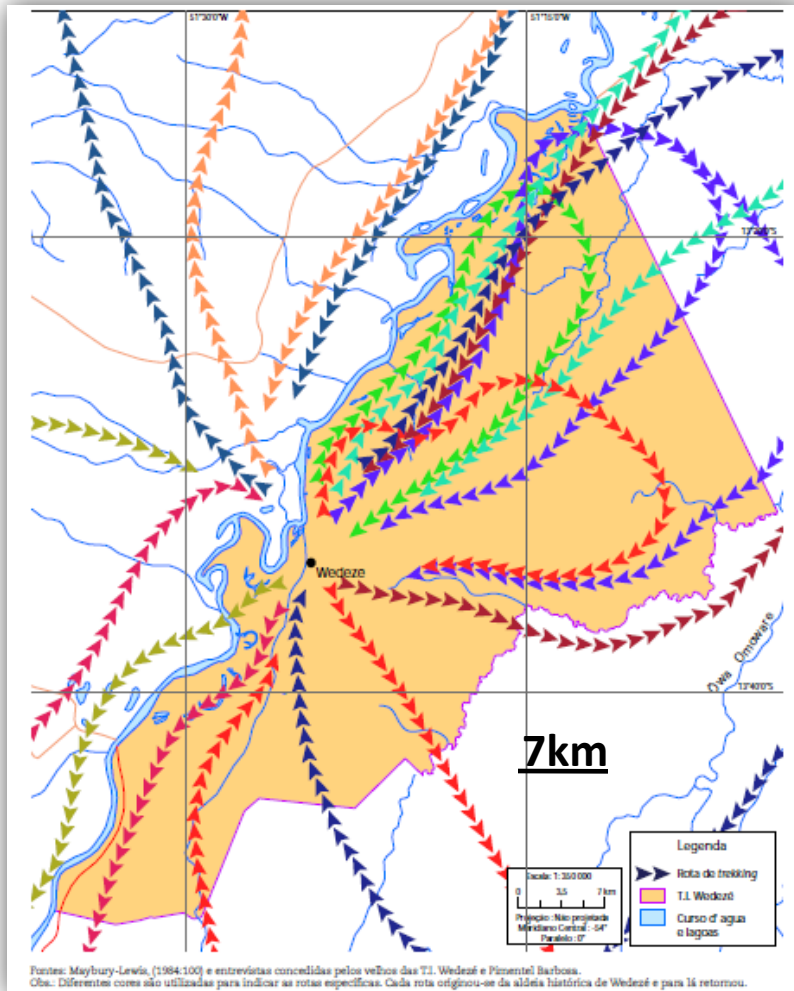 51°30'0"W
51°15'0"W
13°30'0"S
Wedeze
Öwa Omoware
13°40'0"S
7km
Legenda
Rota de trekking
T.I. Wedezé
Curso d' agua
e lagoas
Escala: 1:350 000
0 3,5 7 km
Projeção: Não projetada
Meridiano Central: -54°
Paralelo: 0°
Fontes: Maybury-Lewis, (1984:100) e entrevistas concedidas pelos velhos das T.I. Wedezé e Pimentel Barbosa.
Obs.: Diferentes cores são utilizadas para indicar as rotas específicas. Cada rota originou-se da aldeia histórica de Wedezé e para lá retornou.